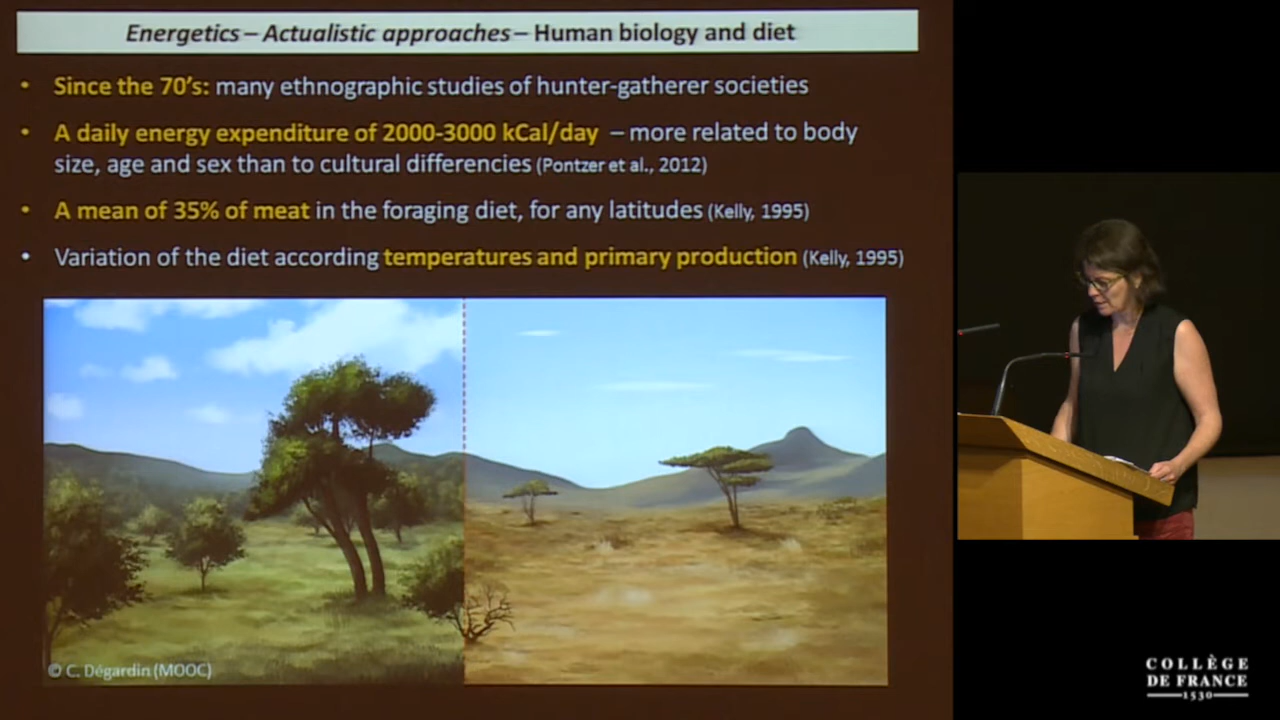 Energetics – Actualistic approaches – Human biology and diet
• Since the 70's: many ethnographic studies of hunter-gatherer societies
• A daily energy expenditure of 2000-3000 kCal/day – more related to body
size, age and sex than to cultural differencies (Pontzer et al., 2012)
• A mean of 35% of meat in the foraging diet, for any latitudes (Kelly, 1995)
• Variation of the diet according temperatures and primary production (Kelly, 1995)
© C. Dégardin (MOOC)
COLLÈGE
DE FRANCE
1530